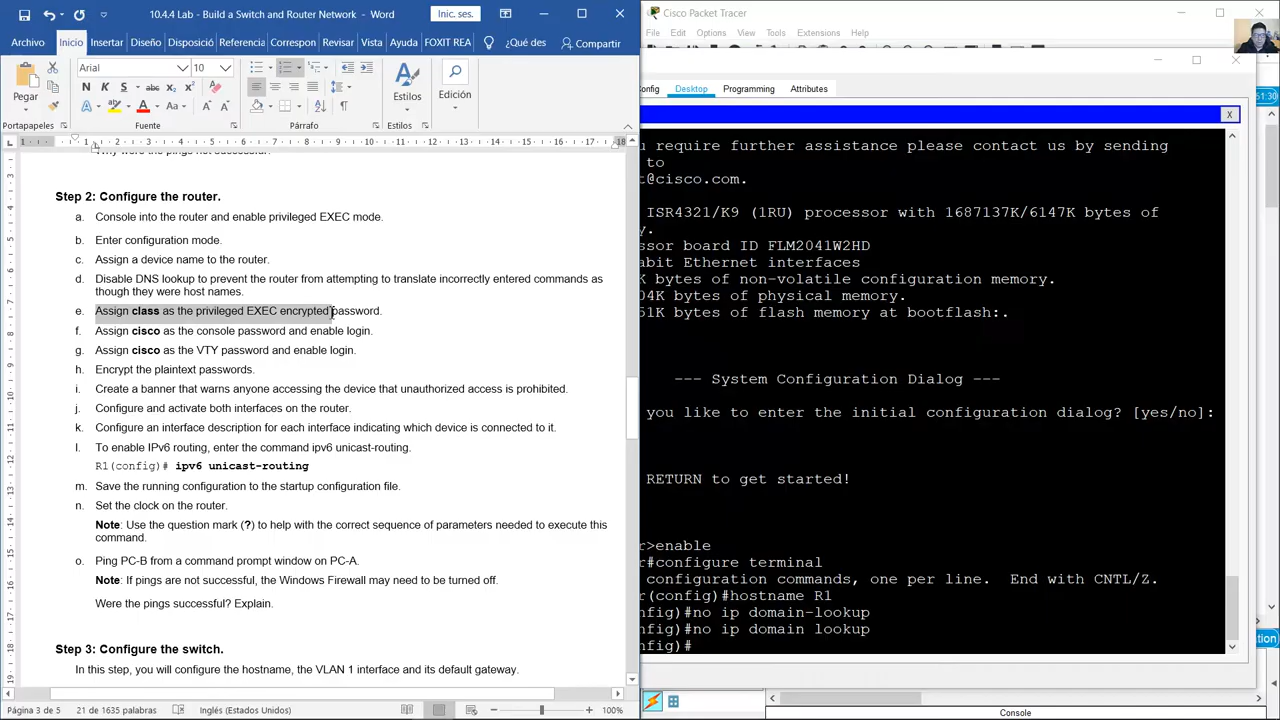 10.4.4 - Build a Switch and Router Network - Word
Inic. ses.
Cisco Packet Tracer
Inicio
Disposició
Referencia
Correspon
Revisar
Vista
Ayuda
FOXIT REA
¿Qué des
Compartir
File Edit Options View Tools Extensions Help
Desktop Programming Attributes
Arial
10
Pegar
Estilos
Edición
Portapapeles
Fuente
Párrafo
Estilos
Step 2: Configure the router.
a. Console into the router and enable privileged EXEC mode.
b. Enter configuration mode.
c. Assign a device name to the router.
d. Disable DNS lookup to prevent the router from attempting to translate incorrectly entered commands as
though they were host names.
e. Assign class as the privileged EXEC encrypted password.
f. Assign cisco as the console password and enable login.
g. Assign cisco as the VTY password and enable login.
h. Encrypt the plaintext passwords.
i. Create a banner that warns anyone accessing the device that unauthorized access is prohibited.
j. Configure and activate both interfaces on the router.
k. Configure an interface description for each interface indicating which device is connected to it.
l. To enable IPv6 routing, enter the command ipv6 unicast-routing.
R1(config)# ipv6 unicast-routing
m. Save the running configuration to the startup configuration file.
n. Set the clock on the router.
Note: Use the question mark (?) to help with the correct sequence of parameters needed to execute this
command.
o. Ping PC-B from a command prompt window on PC-A.
Note: If pings are not successful, the Windows Firewall may need to be turned off.
Were the pings successful? Explain.
Step 3: Configure the switch.
In this step, you will configure the hostname, the VLAN 1 interface and its default gateway.
Página 3 de 5
21 de 1635 palabras
Inglés (Estados Unidos)
100%
require further assistance please contact us by sending
to
t@cisco.com.
ISR4321/K9 (1RU) processor with 1687137K/6147K bytes of
y.
ssor board ID FLM2041W2HD
abit Ethernet interfaces
K bytes of non-volatile configuration memory.
04K bytes of physical memory.
51K bytes of flash memory at bootflash:.
--- System Configuration Dialog ---
you like to enter the initial configuration dialog? [yes/no]:
RETURN to get started!
r>enable
r#configure terminal
configuration commands, one per line. End with CNTL/Z.
r(config)#hostname R1
nfig)#no ip domain-lookup
nfig)#no ip domain lookup
nfig)#
Console